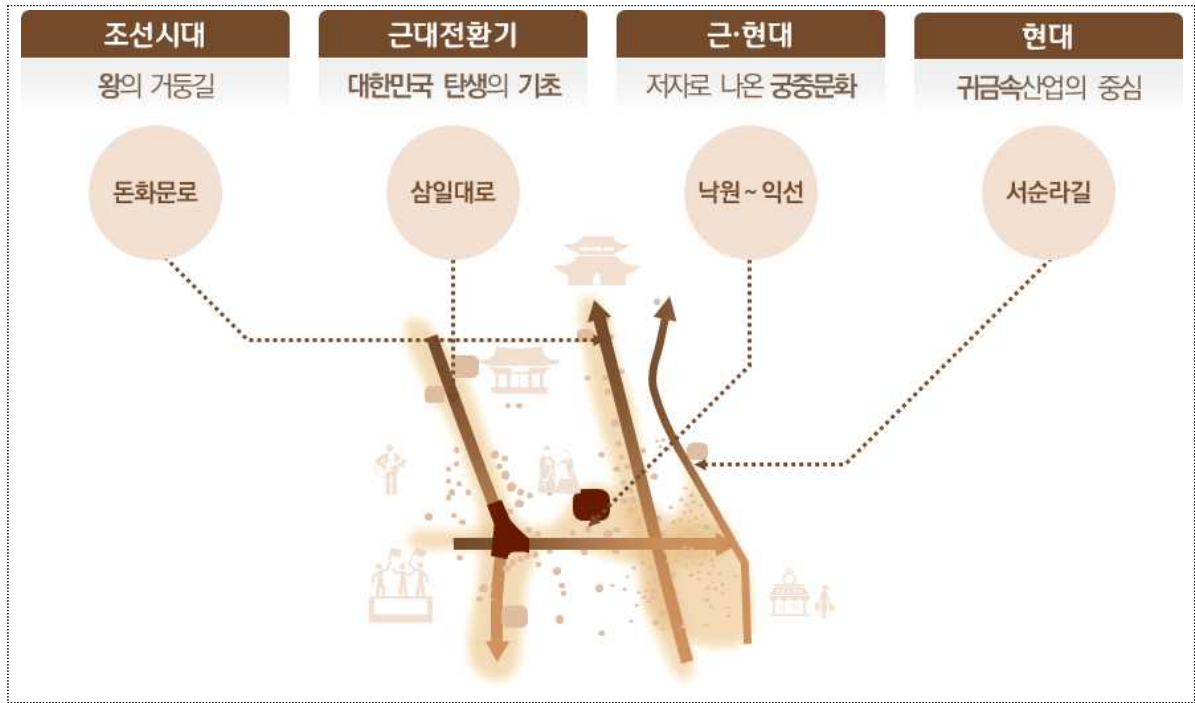 조선시대
왕의 거둥길
돈화문로
근대전환기
대한민국 탄생의 기초
삼일대로
근·현대
저자로 나온 궁중문화
낙원~익선
현대
귀금속산업의 중심
서순라길